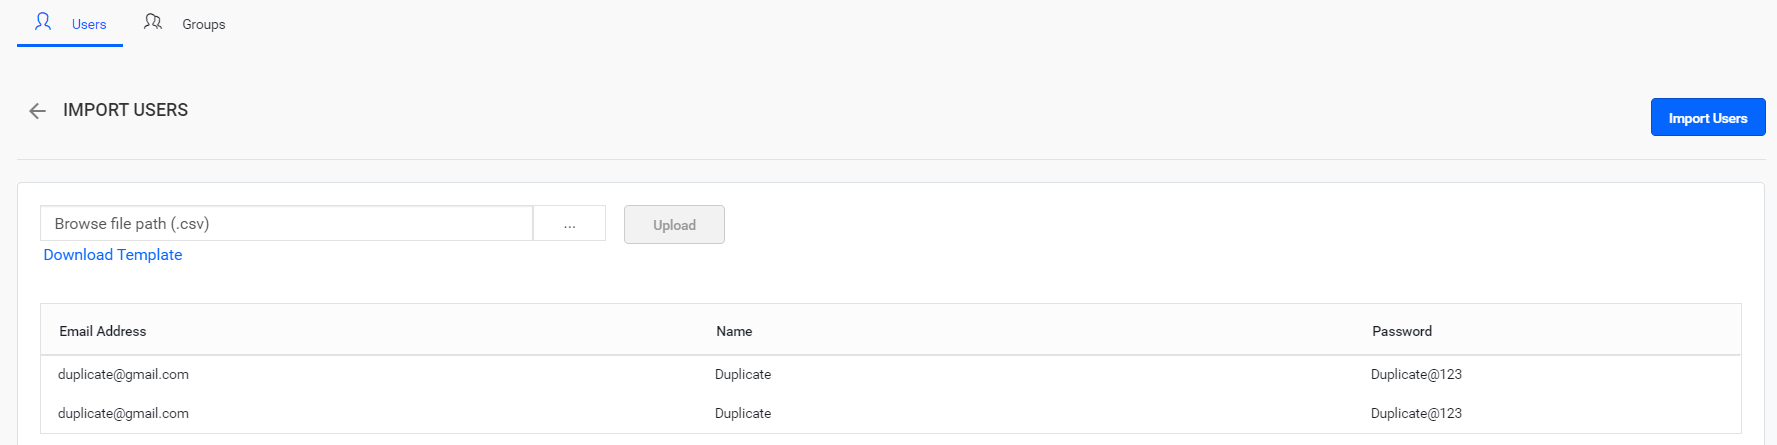 Users Groups
IMPORT USERS
Import Users
Browse file path (.csv) ... Upload
Download Template
Email Address Name Password
duplicate@gmail.com Duplicate Duplicate@123
duplicate@gmail.com Duplicate Duplicate@123